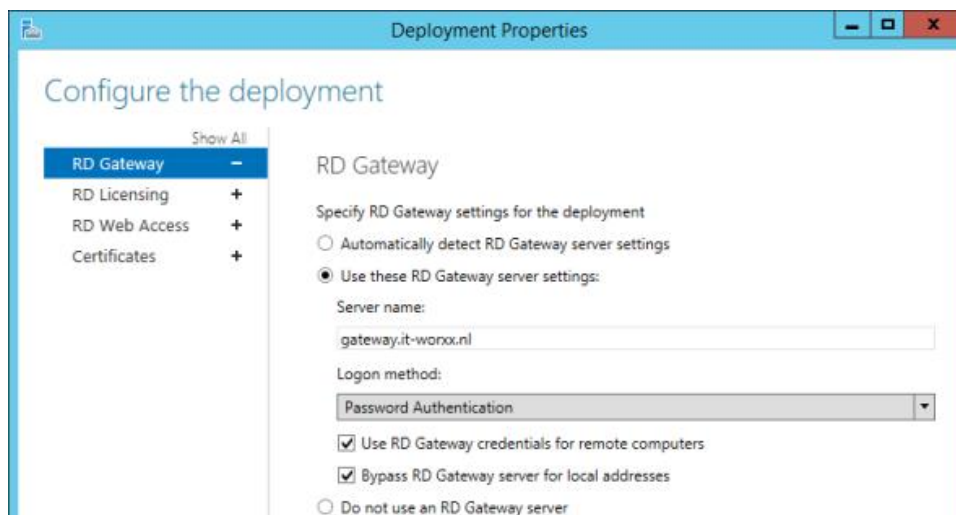 Deployment Properties
Configure the deployment
Show All
RD Gateway –
RD Licensing +
RD Web Access +
Certificates +
RD Gateway
Specify RD Gateway settings for the deployment
Automatically detect RD Gateway server settings
Use these RD Gateway server settings:
Server name:
gateway.it-worxx.nl
Logon method:
Password Authentication
Use RD Gateway credentials for remote computers
Bypass RD Gateway server for local addresses
Do not use an RD Gateway server